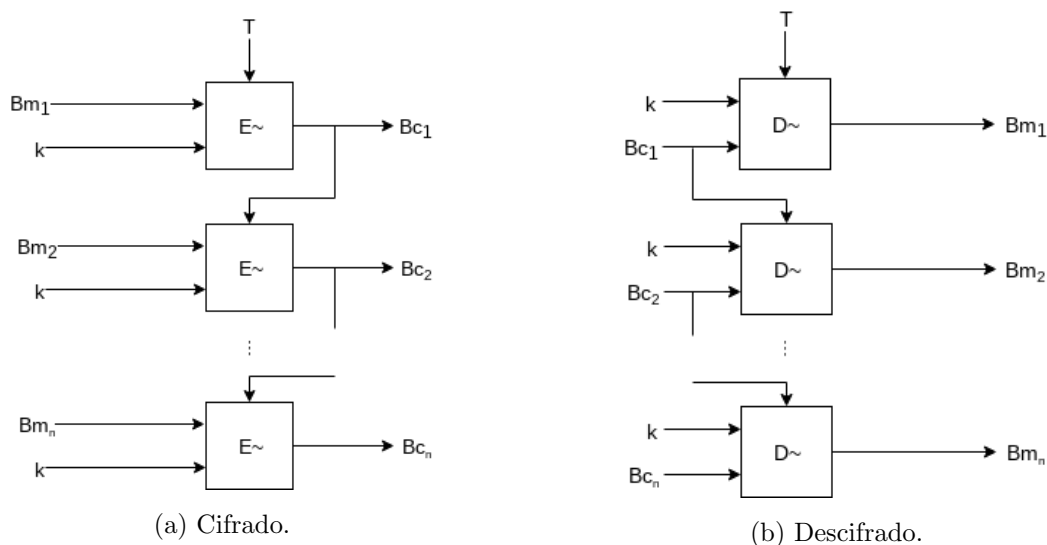 T
Bm₁
k
E~
Bc₁
Bm₂
k
E~
Bc₂
Bmₙ
k
E~
Bcₙ
(a) Cifrado.
T
k
Bc₁
D~
Bm₁
k
Bc₂
D~
Bm₂
k
Bcₙ
D~
Bmₙ
(b) Descifrado.